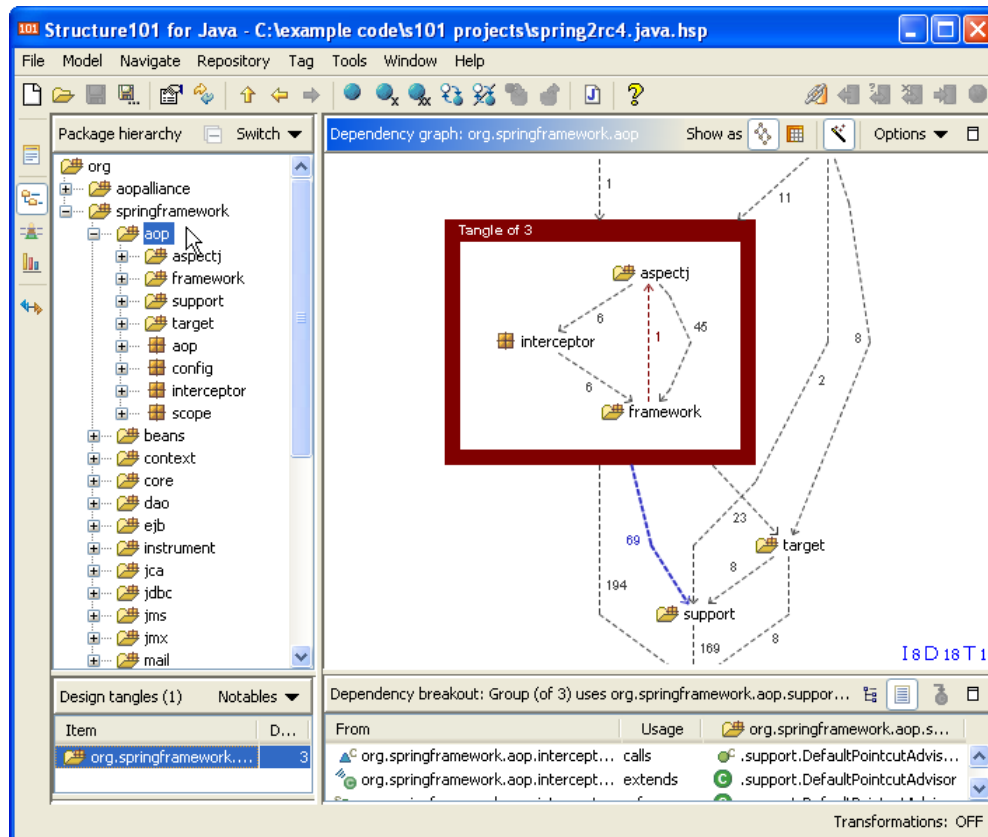 101 Structure101 for Java - C:\example code\s101 projects\spring2rc4.java.hsp
File Model Navigate Repository Tag Tools Window Help
Package hierarchy Switch
org
aopalliance
springframework
aop
aspectj
framework
support
target
aop
config
interceptor
scope
beans
context
core
dao
ejb
instrument
jca
jdbc
jms
jmx
mail
Dependency graph: org.springframework.aop Show as Options
1
11
Tangle of 3
aspectj
6
45
1
interceptor
8
2
6
framework
23
69
target
8
194
support
169
8
I 8 D 18 T 1
Design tangles (1) Notables
Item D...
org.springframework.... 3
Dependency breakout: Group (of 3) uses org.springframework.aop.suppor...
From Usage org.springframework.aop.s...
org.springframework.aop.intercept... calls .support.DefaultPointcutAdvis...
org.springframework.aop.intercept... extends .support.DefaultPointcutAdvisor
Transformations: OFF